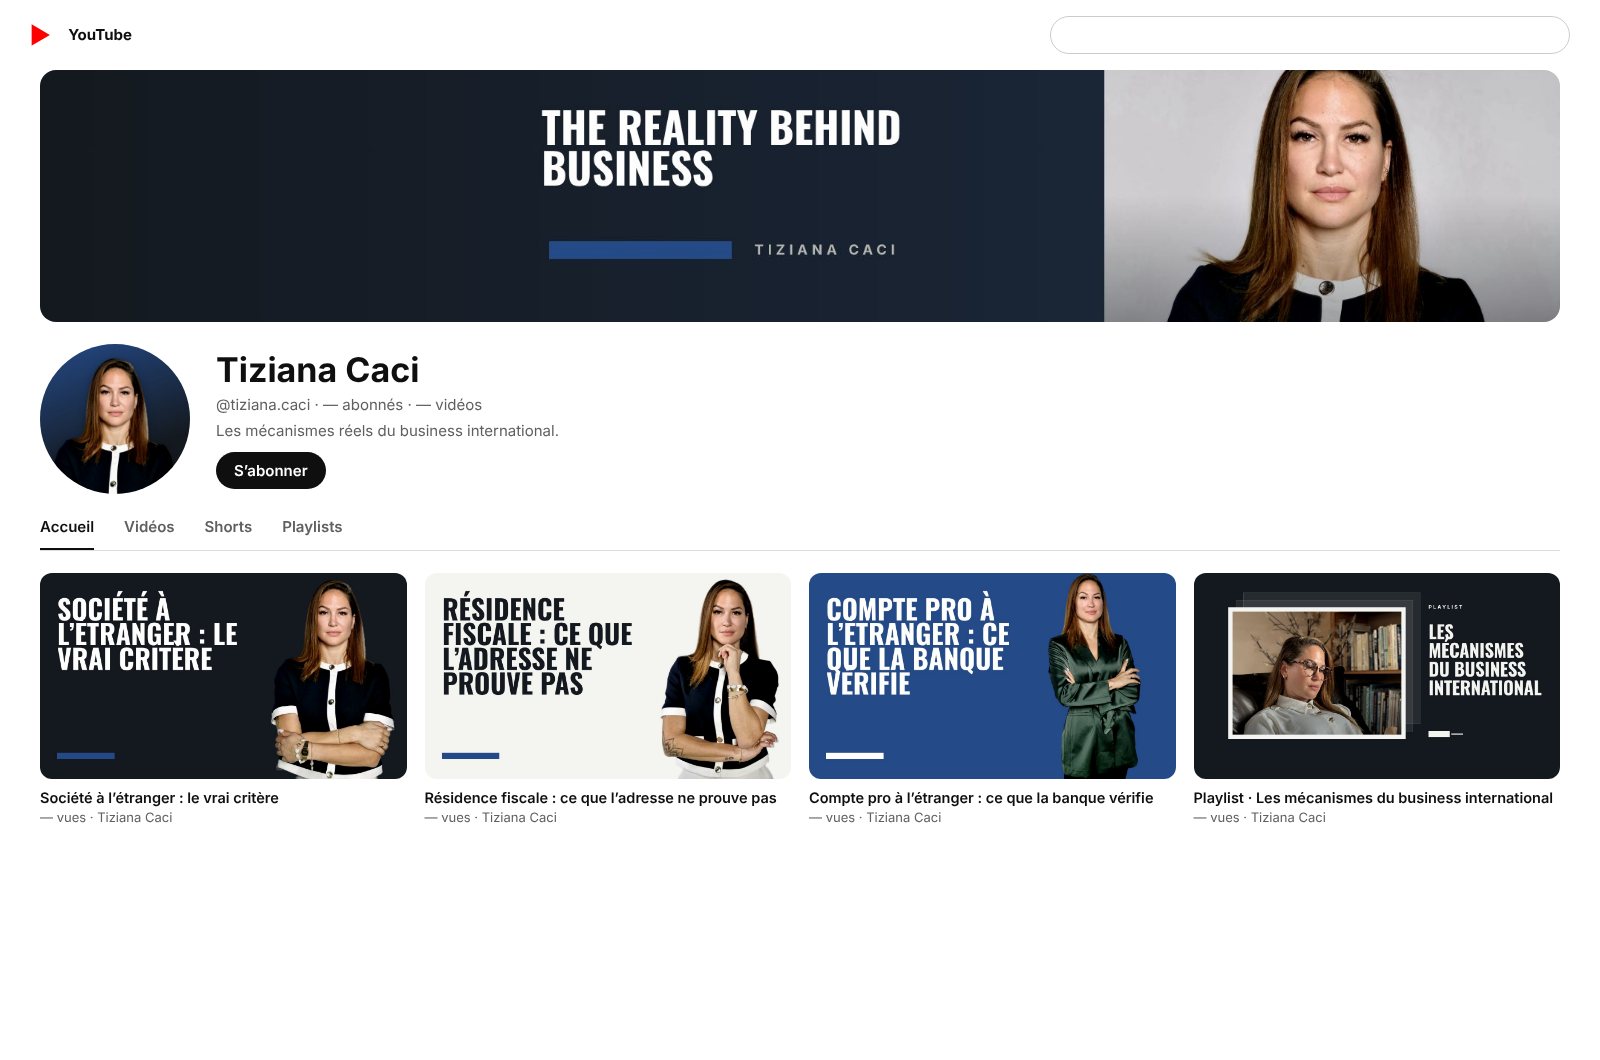 YouTube
THE REALITY BEHIND
BUSINESS
TIZIANA CACI
Tiziana Caci
@tiziana.caci · — abonnés · — vidéos
Les mécanismes réels du business international.
S’abonner
Accueil
Vidéos
Shorts
Playlists
SOCIÉTÉ À
L’ÉTRANGER : LE
VRAI CRITÈRE
Société à l’étranger : le vrai critère
— vues · Tiziana Caci
RÉSIDENCE
FISCALE : CE QUE
L’ADRESSE NE
PROUVE PAS
Résidence fiscale : ce que l’adresse ne prouve pas
— vues · Tiziana Caci
COMPTE PRO À
L’ÉTRANGER : CE
QUE LA BANQUE
VÉRIFIE
Compte pro à l’étranger : ce que la banque vérifie
— vues · Tiziana Caci
PLAYLIST
LES
MÉCANISMES
DU BUSINESS
INTERNATIONAL
Playlist · Les mécanismes du business international
— vues · Tiziana Caci